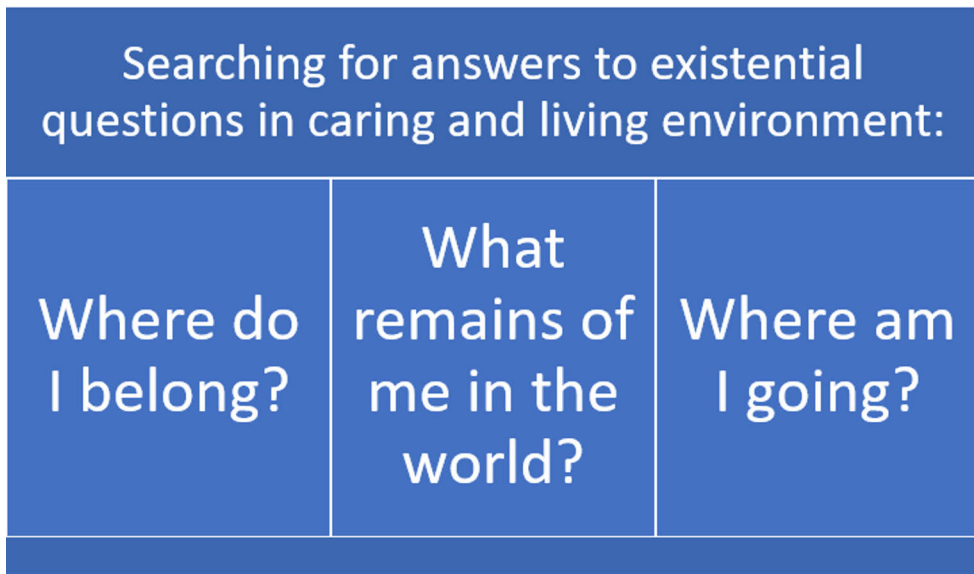 Searching for answers to existential
questions in caring and living environment:
Where do
I belong?
What
remains of
me in the
world?
Where am
I going?